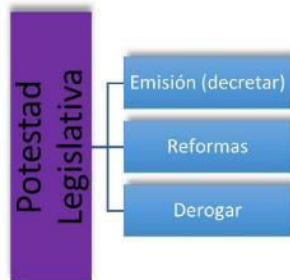 Potestad
Legislativa
Emisión (decretar)
Reformas
Derogar